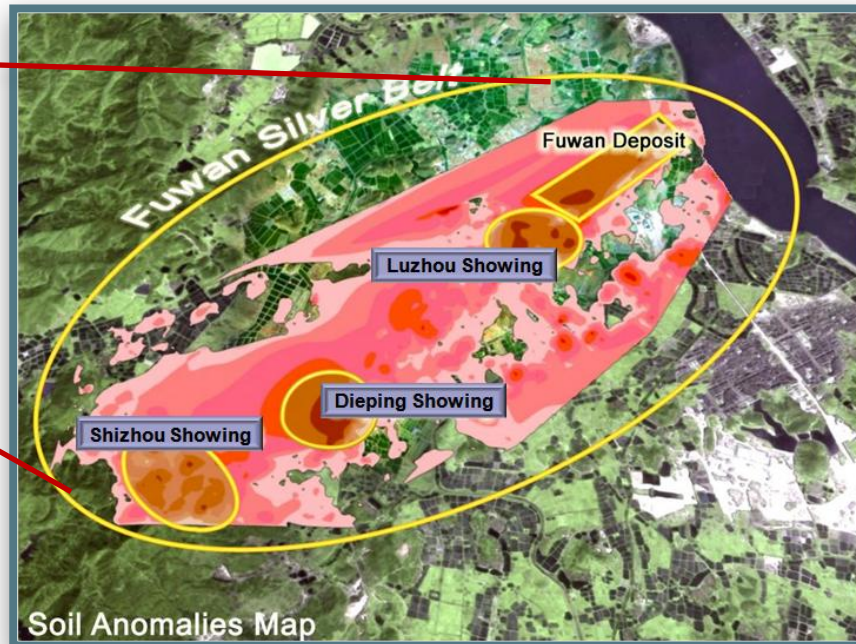 Fuwan Silver Belt
Fuwan Deposit
Luzhou Showing
Dieping Showing
Shizhou Showing
Soil Anomalies Map